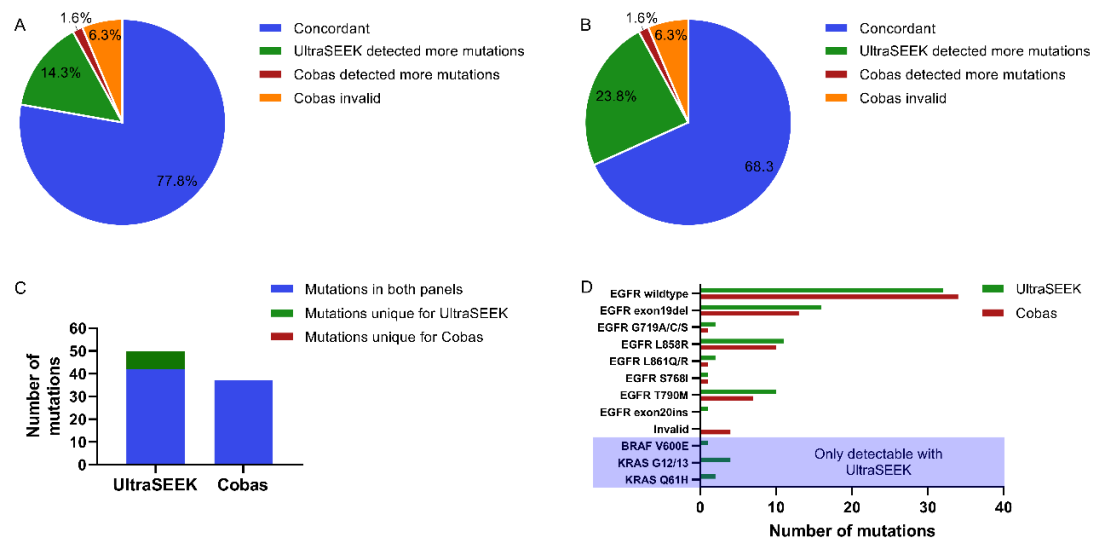 A
1.6%
6.3%
14.3%
77.8%
Concordant
UltraSEEK detected more mutations
Cobas detected more mutations
Cobas invalid
B
1.6%
6.3%
23.8%
68.3
Concordant
UltraSEEK detected more mutations
Cobas detected more mutations
Cobas invalid
C
Mutations in both panels
Mutations unique for UltraSEEK
Mutations unique for Cobas
Number of
mutations
60
50
40
30
20
10
0
UltraSEEK
Cobas
D
UltraSEEK
Cobas
EGFR wildtype
EGFR exon19del
EGFR G719A/C/S
EGFR L858R
EGFR L861Q/R
EGFR S768I
EGFR T790M
EGFR exon20ins
Invalid
BRAF V600E
KRAS G12/13
KRAS Q61H
Only detectable with
UltraSEEK
0 10 20 30 40
Number of mutations